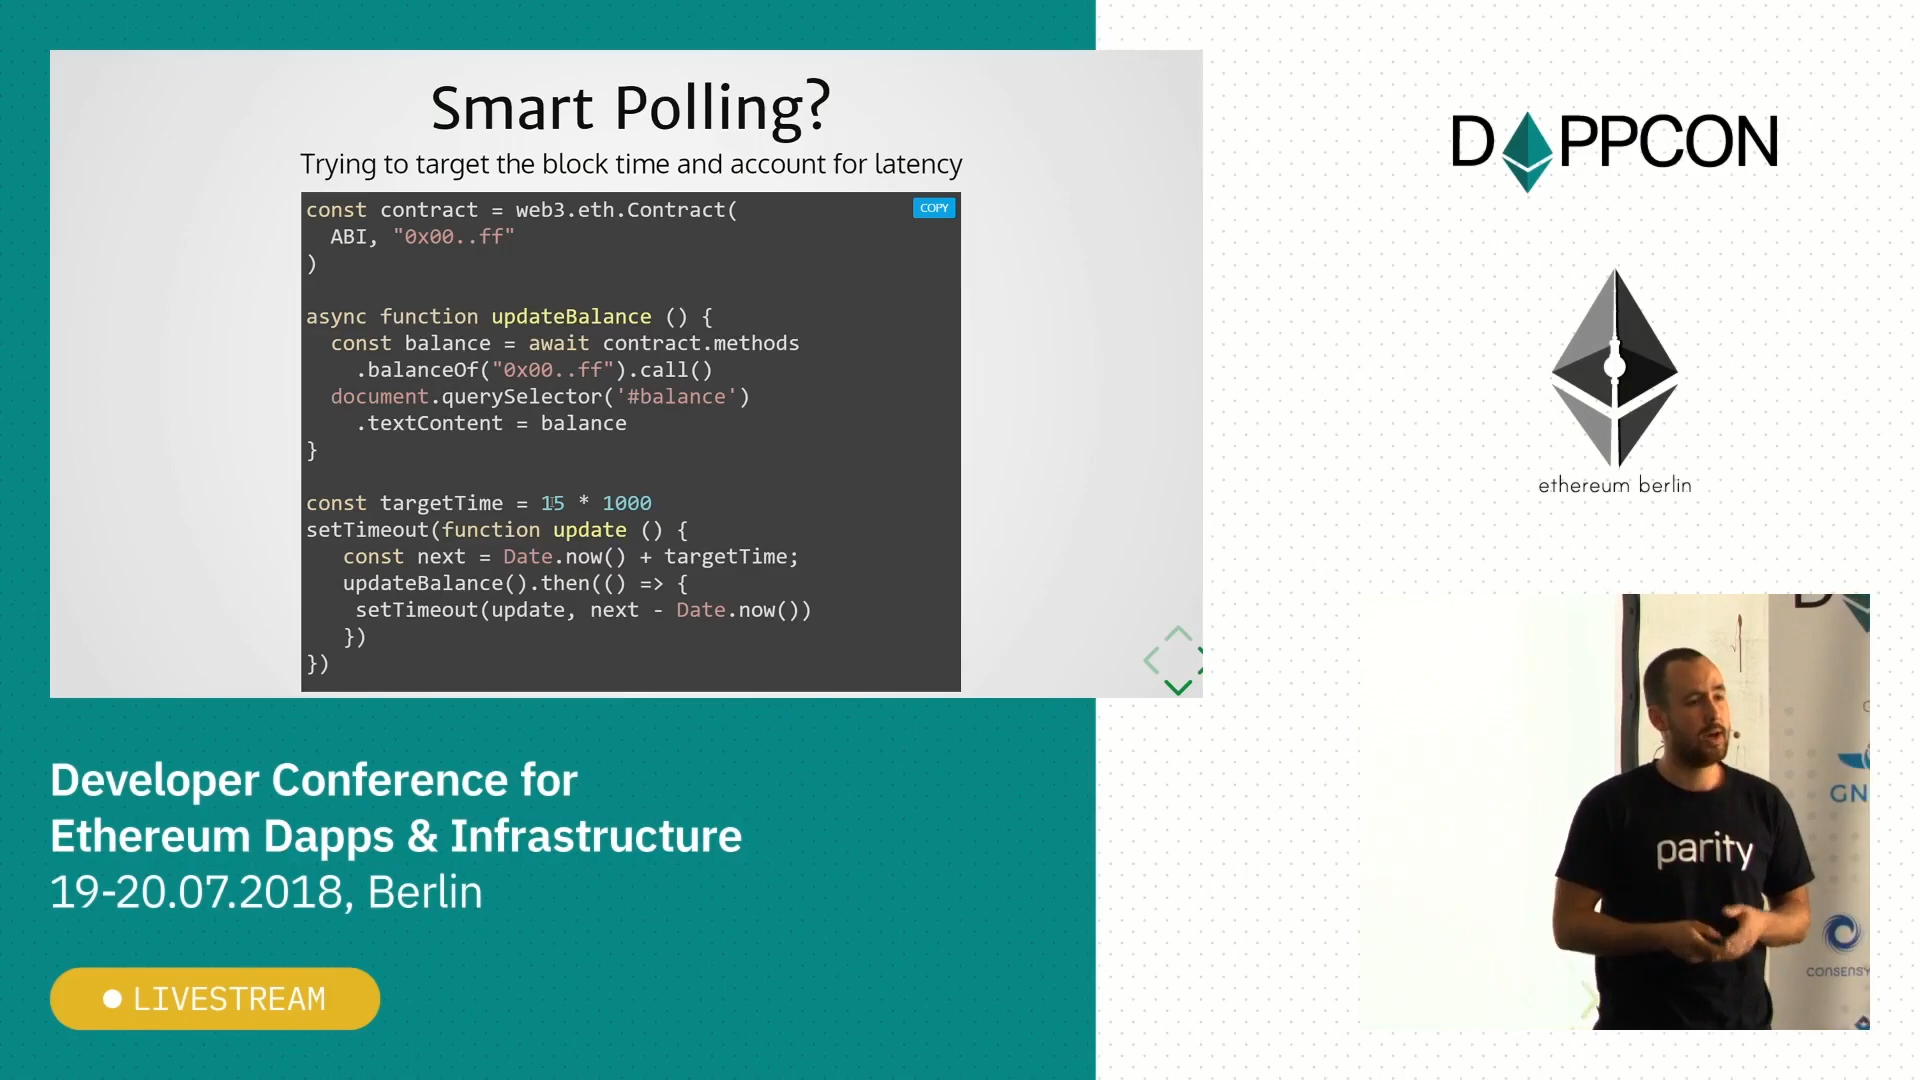 Smart Polling?
Trying to target the block time and account for latency
COPY
const contract = web3.eth.Contract(
  ABI, "0x00..ff"
)
async function updateBalance () {
  const balance = await contract.methods
    .balanceOf("0x00..ff").call()
  document.querySelector('#balance')
    .textContent = balance
}
const targetTime = 15 * 1000
setTimeout(function update () {
   const next = Date.now() + targetTime;
   updateBalance().then(() => {
    setTimeout(update, next - Date.now())
   })
})
Developer Conference for
Ethereum Dapps & Infrastructure
19-20.07.2018, Berlin
LIVESTREAM
DAPPCON
ethereum berlin
parity
GN
CONSENSY